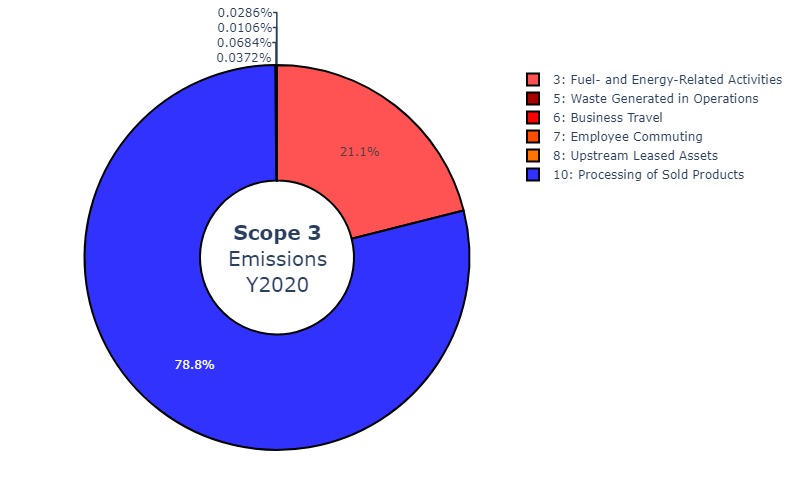 0.0286%
0.0106%
0.0684%
0.0372%
3: Fuel- and Energy-Related Activities
5: Waste Generated in Operations
6: Business Travel
7: Employee Commuting
8: Upstream Leased Assets
10: Processing of Sold Products
21.1%
Scope 3
Emissions
Y2020
78.8%